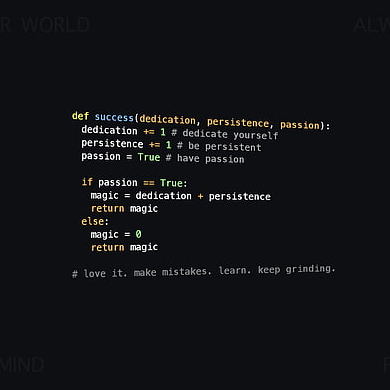 R WORLD
ALW
def success(dedication, persistence, passion):
dedication += 1 # dedicate yourself
persistence += 1 # be persistent
passion = True # have passion
if passion == True:
magic = dedication + persistence
return magic
else:
magic = 0
return magic
# love it. make mistakes. learn. keep grinding.
MIND